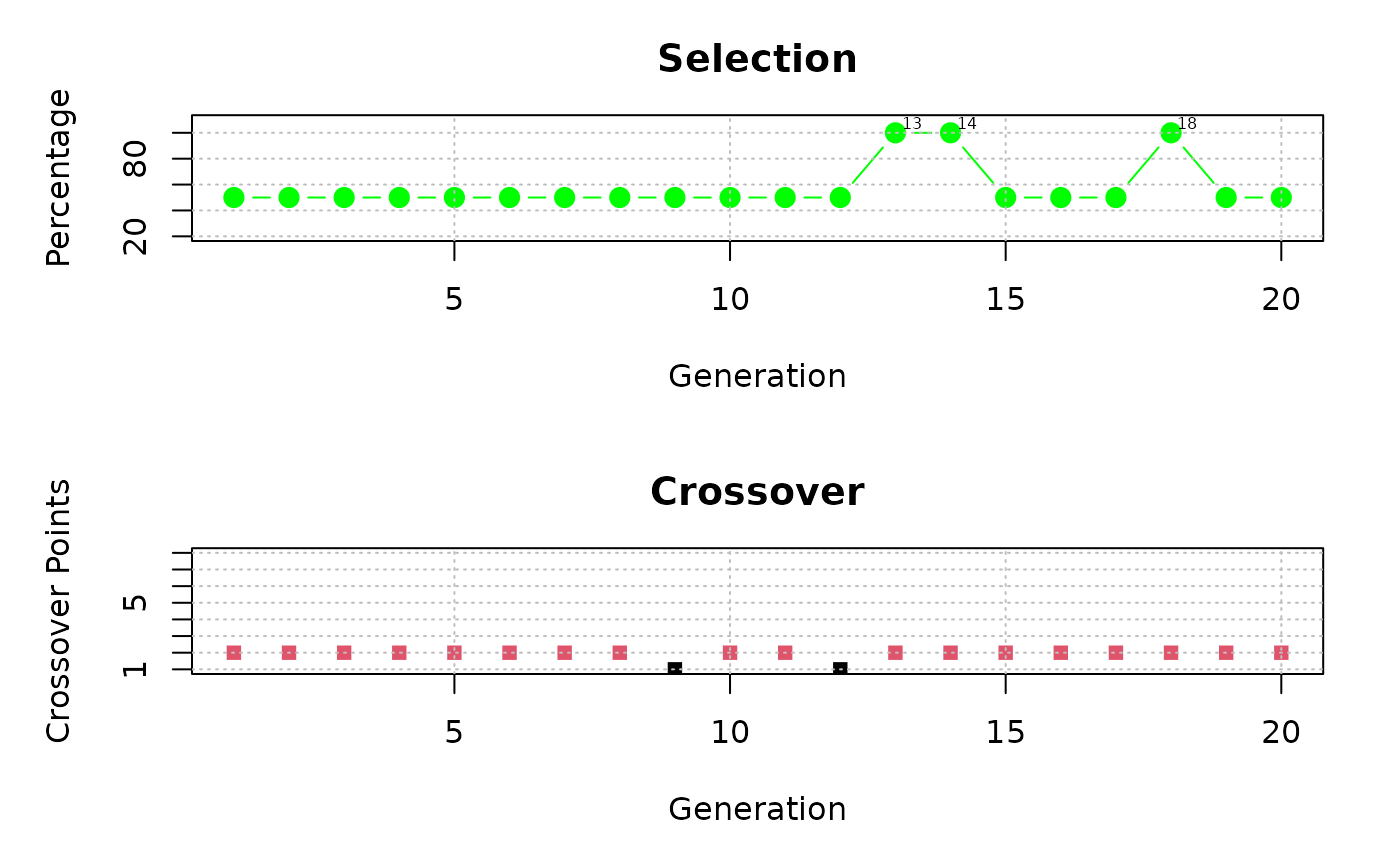 Selection
Percentage
80
20
13 14 18
5 10 15 20
Generation
Crossover
Crossover Points
5
1
5 10 15 20
Generation